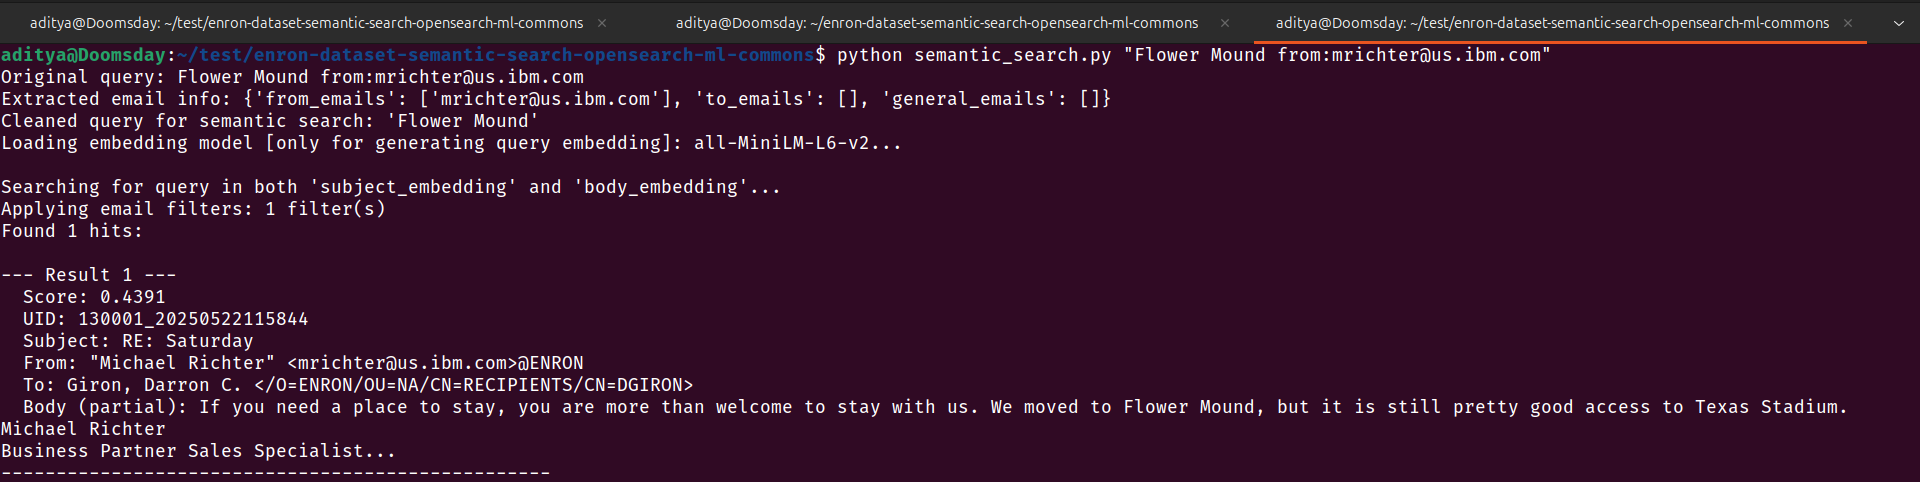 aditya@Doomsday: ~/test/enron-dataset-semantic-search-opensearch-ml-commons × aditya@Doomsday: ~/enron-dataset-semantic-search-opensearch-ml-commons × aditya@Doomsday: ~/test/enron-dataset-semantic-search-opensearch-ml-commons ×
aditya@Doomsday:~/test/enron-dataset-semantic-search-opensearch-ml-commons$ python semantic_search.py "Flower Mound from:mrichter@us.ibm.com"
Original query: Flower Mound from:mrichter@us.ibm.com
Extracted email info: {'from_emails': ['mrichter@us.ibm.com'], 'to_emails': [], 'general_emails': []}
Cleaned query for semantic search: 'Flower Mound'
Loading embedding model [only for generating query embedding]: all-MiniLM-L6-v2...
Searching for query in both 'subject_embedding' and 'body_embedding'...
Applying email filters: 1 filter(s)
Found 1 hits:
--- Result 1 ---
Score: 0.4391
UID: 130001_20250522115844
Subject: RE: Saturday
From: "Michael Richter" <mrichter@us.ibm.com>@ENRON
To: Giron, Darron C. </O=ENRON/OU=NA/CN=RECIPIENTS/CN=DGIRON>
Body (partial): If you need a place to stay, you are more than welcome to stay with us. We moved to Flower Mound, but it is still pretty good access to Texas Stadium.
Michael Richter
Business Partner Sales Specialist...
--------------------------------------------------